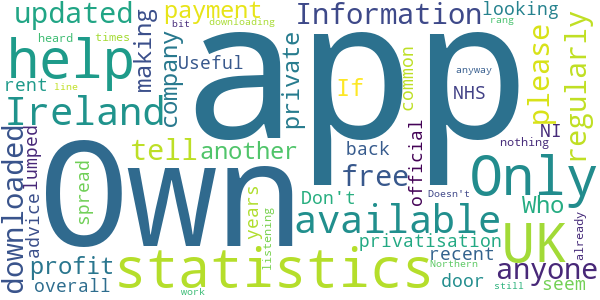 app
Own
help
Ireland
updated
payment
Information
looking
rang
downloading
bit
times
heard
making
company
Useful
private
If
common
please
regularly
anyway
NHS
NI
rent
line
tell
another
back
free
official
nothing
Only
downloaded
advice
lumped
spread
Don't
available
Who
UK
Doesn't
already
years
listening
privatisation
recent
Northern
door
anyone
seem
still
profit
overall
statistics
work